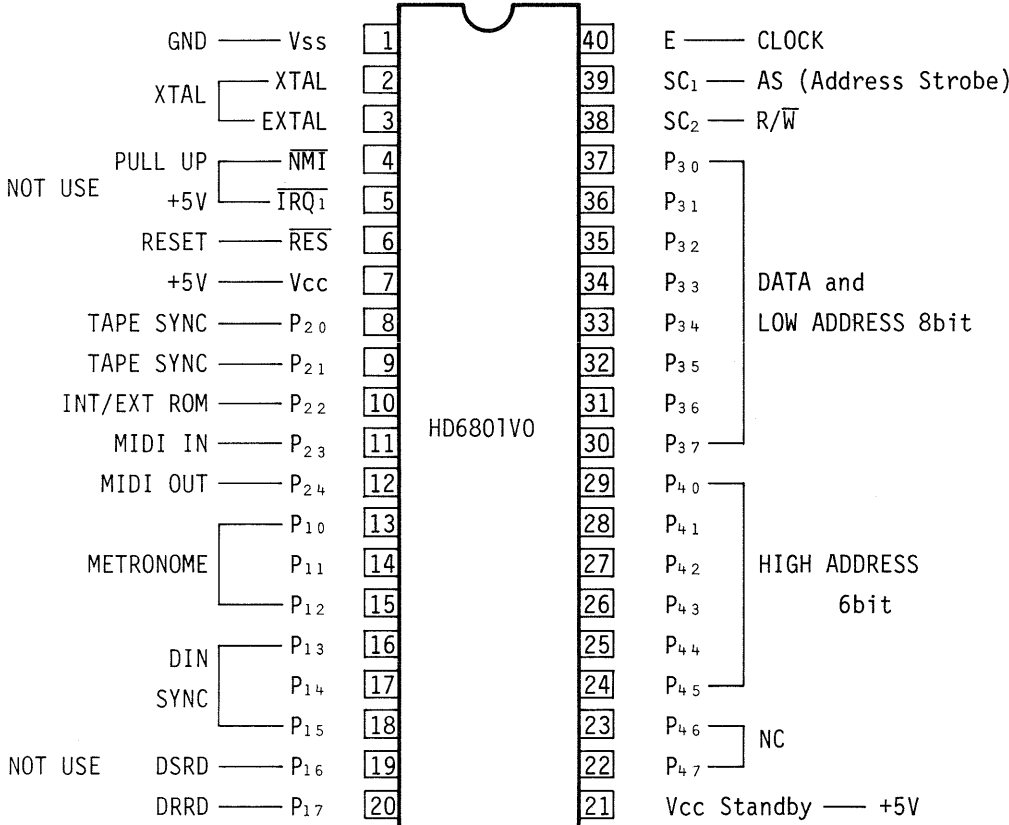 GND Vss 1 40 E CLOCK
XTAL XTAL 2 39 SC1 AS (Address Strobe)
EXTAL 3 38 SC2 R/W̅
NOT USE PULL UP N̅M̅I̅ 4 37 P30
+5V I̅R̅Q̅1̅ 5 36 P31
RESET R̅E̅S̅ 6 35 P32
+5V Vcc 7 34 P33 DATA and
TAPE SYNC P20 8 33 P34 LOW ADDRESS 8bit
TAPE SYNC P21 9 32 P35
INT/EXT ROM P22 10 31 P36
HD6801V0
MIDI IN P23 11 30 P37
MIDI OUT P24 12 29 P40
P10 13 28 P41
METRONOME P11 14 27 P42 HIGH ADDRESS
P12 15 26 P43 6bit
DIN P13 16 25 P44
SYNC P14 17 24 P45
P15 18 23 P46 NC
NOT USE DSRD P16 19 22 P47
DRRD P17 20 21 Vcc Standby +5V